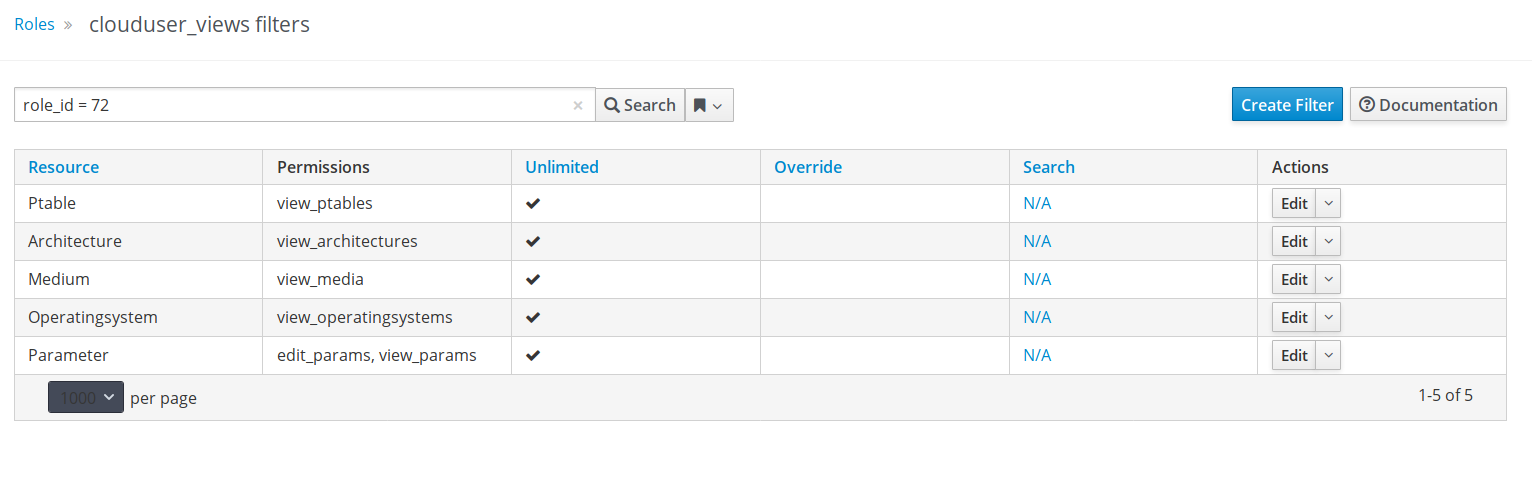 Roles » clouduser_views filters
role_id = 72 × Search Create Filter Documentation
Resource Permissions Unlimited Override Search Actions
Ptable view_ptables N/A Edit
Architecture view_architectures N/A Edit
Medium view_media N/A Edit
Operatingsystem view_operatingsystems N/A Edit
Parameter edit_params, view_params N/A Edit
1000 per page 1-5 of 5